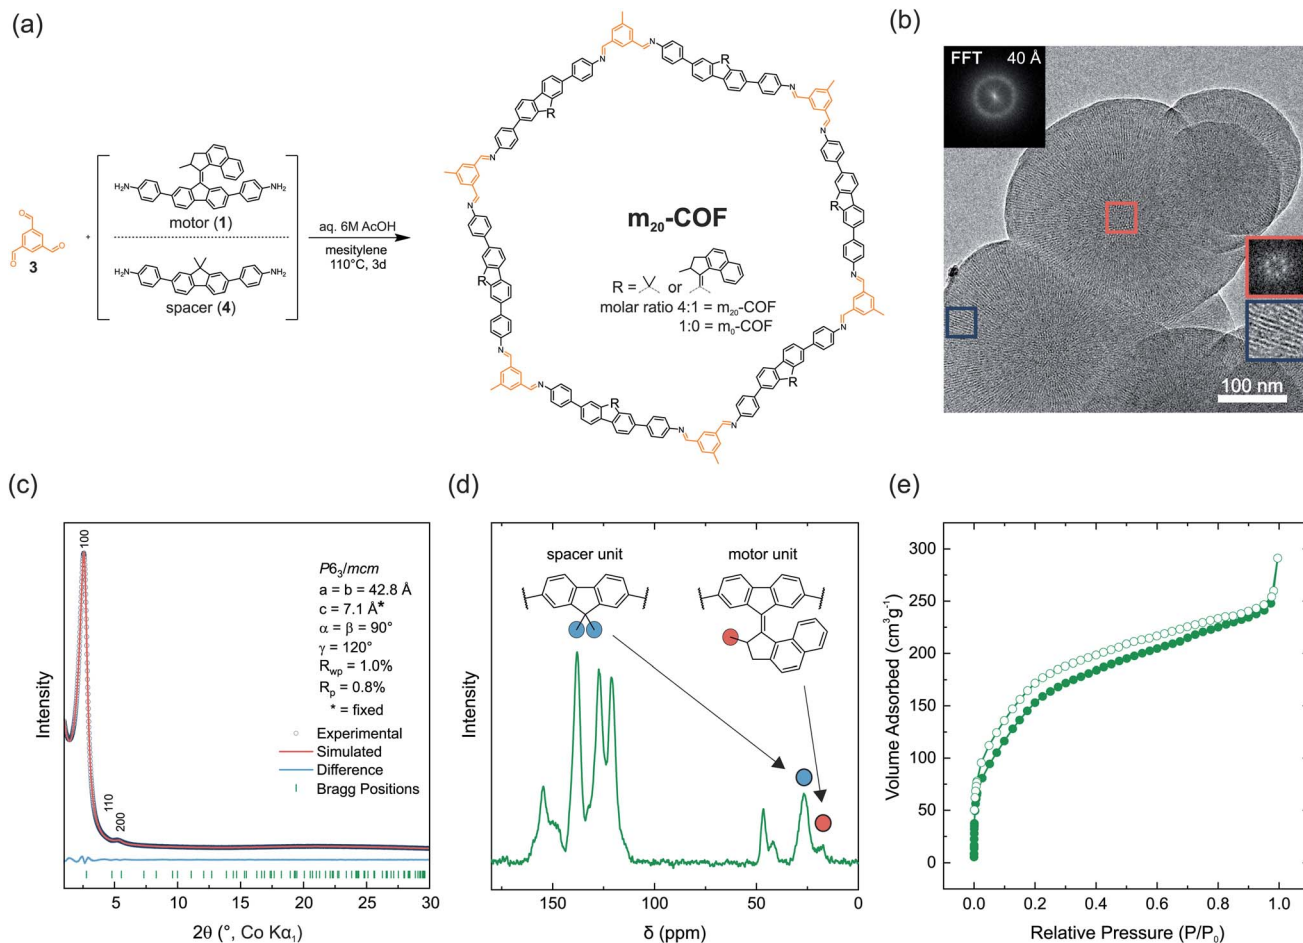 (a)
H₂N
NH₂
motor (1)
H₂N
NH₂
spacer (4)
O
O
O
3
+
aq. 6M AcOH
mesitylene
110°C, 3d
N
N
R
R
N
N
N
N
R
R
N
N
R
R
N
N
m₂₀-COF
R = or
molar ratio 4:1 = m₂₀-COF
1:0 = m₀-COF
(b)
FFT 40 Å
100 nm
(c)
Intensity
100
110
200
P6₃/mcm
a = b = 42.8 Å
c = 7.1 Å*
α = β = 90°
γ = 120°
Rwp = 1.0%
Rp = 0.8%
* = fixed
Experimental
Simulated
Difference
Bragg Positions
5 10 15 20 25 30
2θ (°, Co Kα₁)
(d)
Intensity
spacer unit
motor unit
150 100 50 0
δ (ppm)
(e)
Volume Adsorbed (cm³g⁻¹)
300
250
200
150
100
50
0
0.0 0.2 0.4 0.6 0.8 1.0
Relative Pressure (P/P₀)